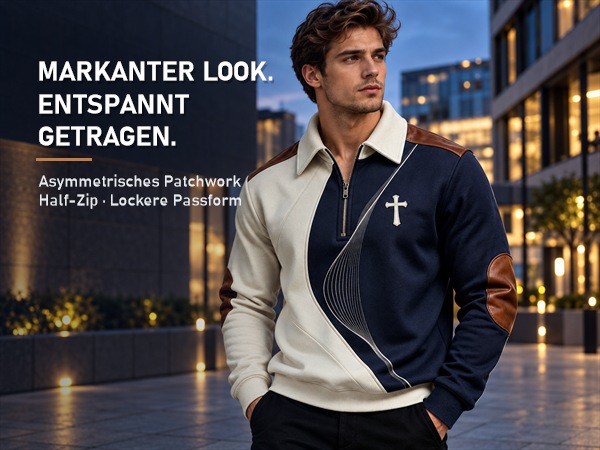 MARKANTER LOOK.
ENTSPANNT
GETRAGEN.
Asymmetrisches Patchwork
Half-Zip · Lockere Passform